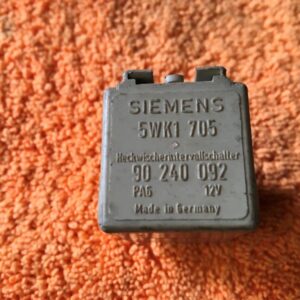 SIEMENS
5WK1 705
Heckwischerintervallschalter
90 240 092
PA6 12V
Made in Germany